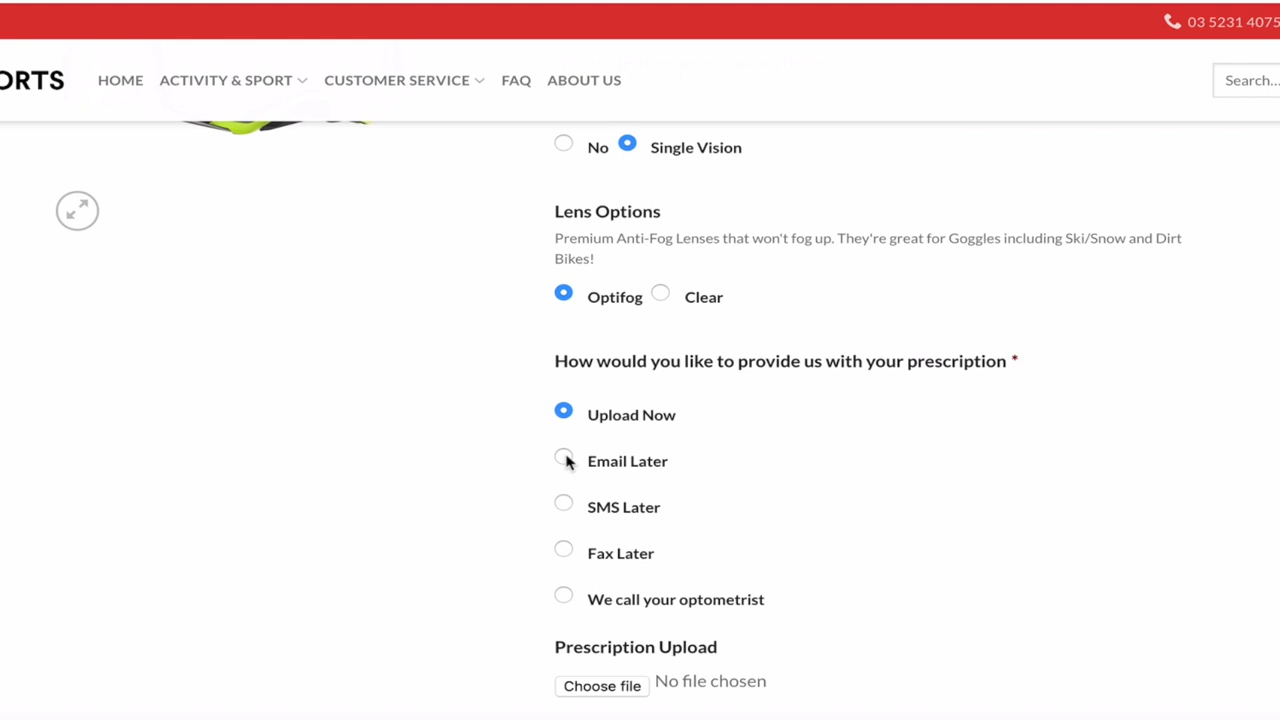 03 5231 4075
ORTS HOME ACTIVITY & SPORT CUSTOMER SERVICE FAQ ABOUT US Search...
No Single Vision
Lens Options
Premium Anti-Fog Lenses that won't fog up. They're great for Goggles including Ski/Snow and Dirt
Bikes!
Optifog Clear
How would you like to provide us with your prescription *
Upload Now
Email Later
SMS Later
Fax Later
We call your optometrist
Prescription Upload
Choose file No file chosen